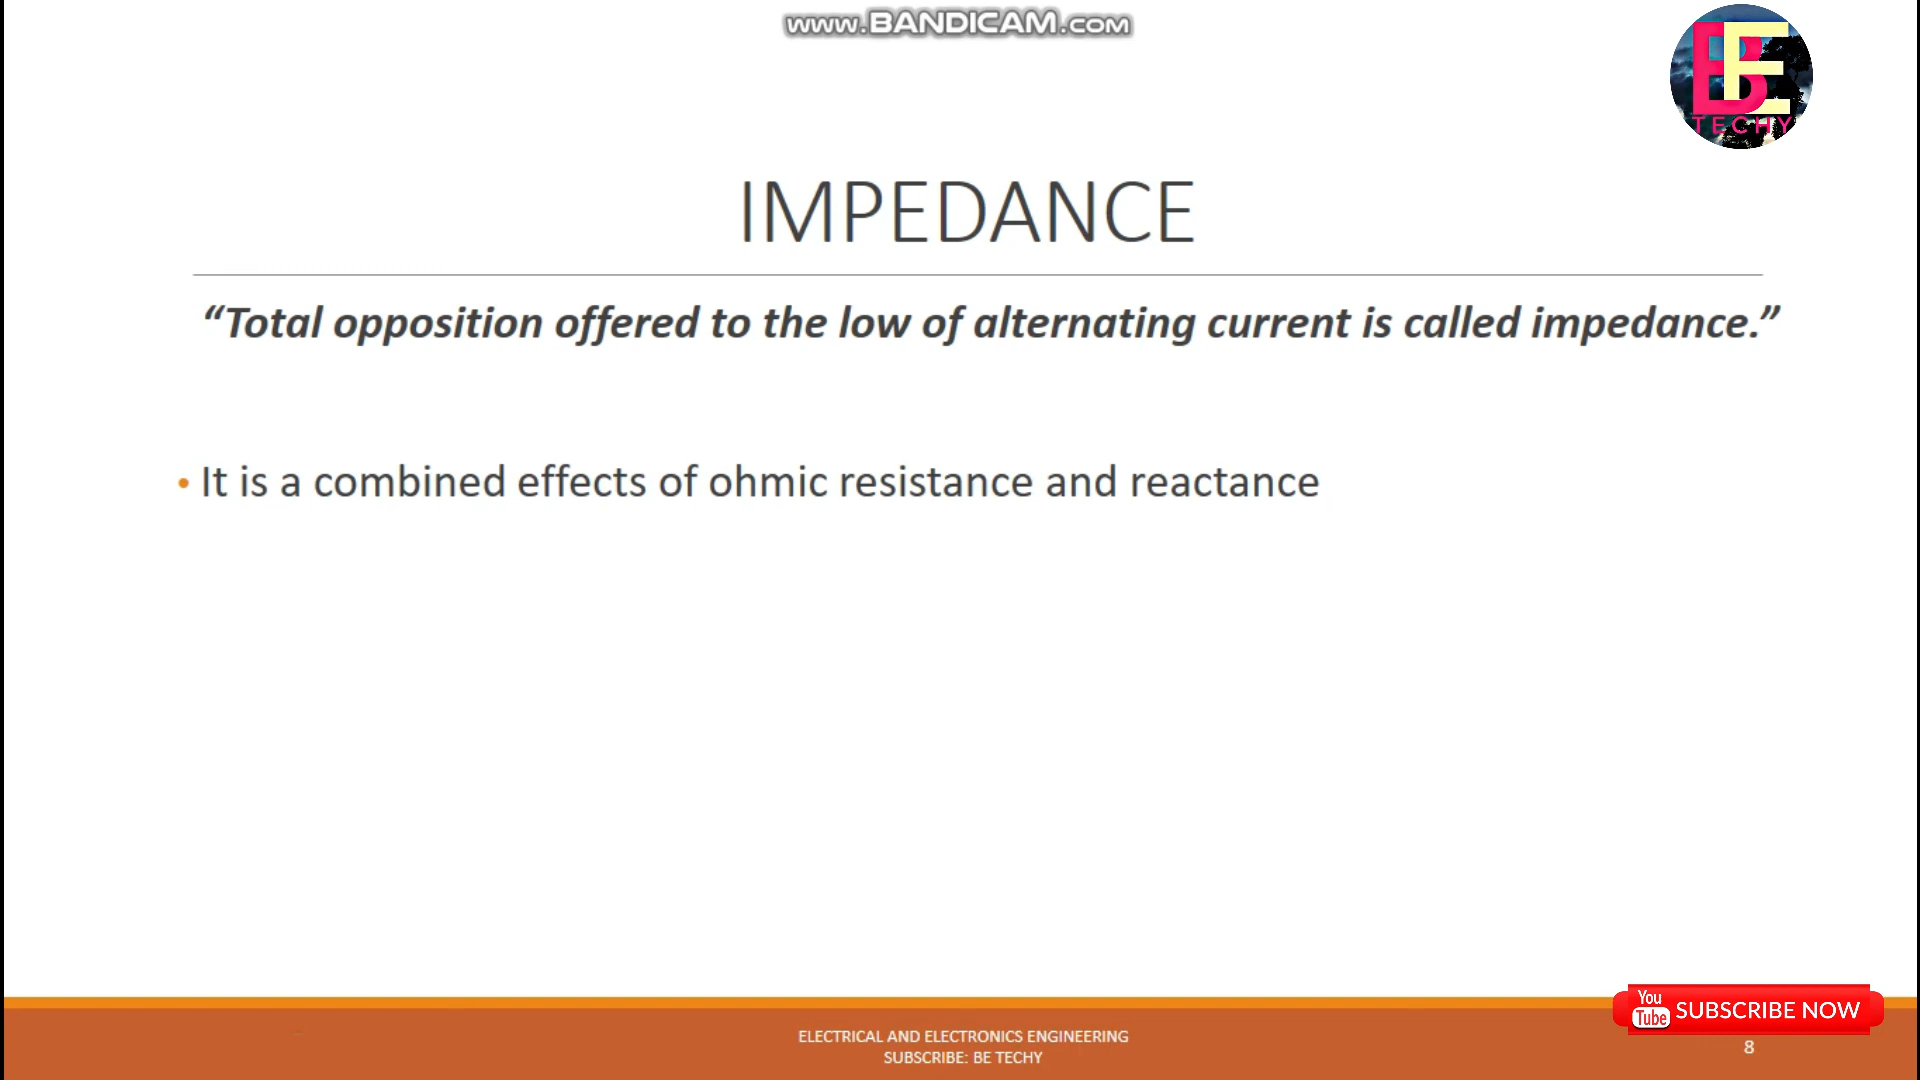 www.BANDICAM.com
BE
TECHY
IMPEDANCE
“Total opposition offered to the low of alternating current is called impedance.”
• It is a combined effects of ohmic resistance and reactance
You
Tube SUBSCRIBE NOW
ELECTRICAL AND ELECTRONICS ENGINEERING
SUBSCRIBE: BE TECHY
8